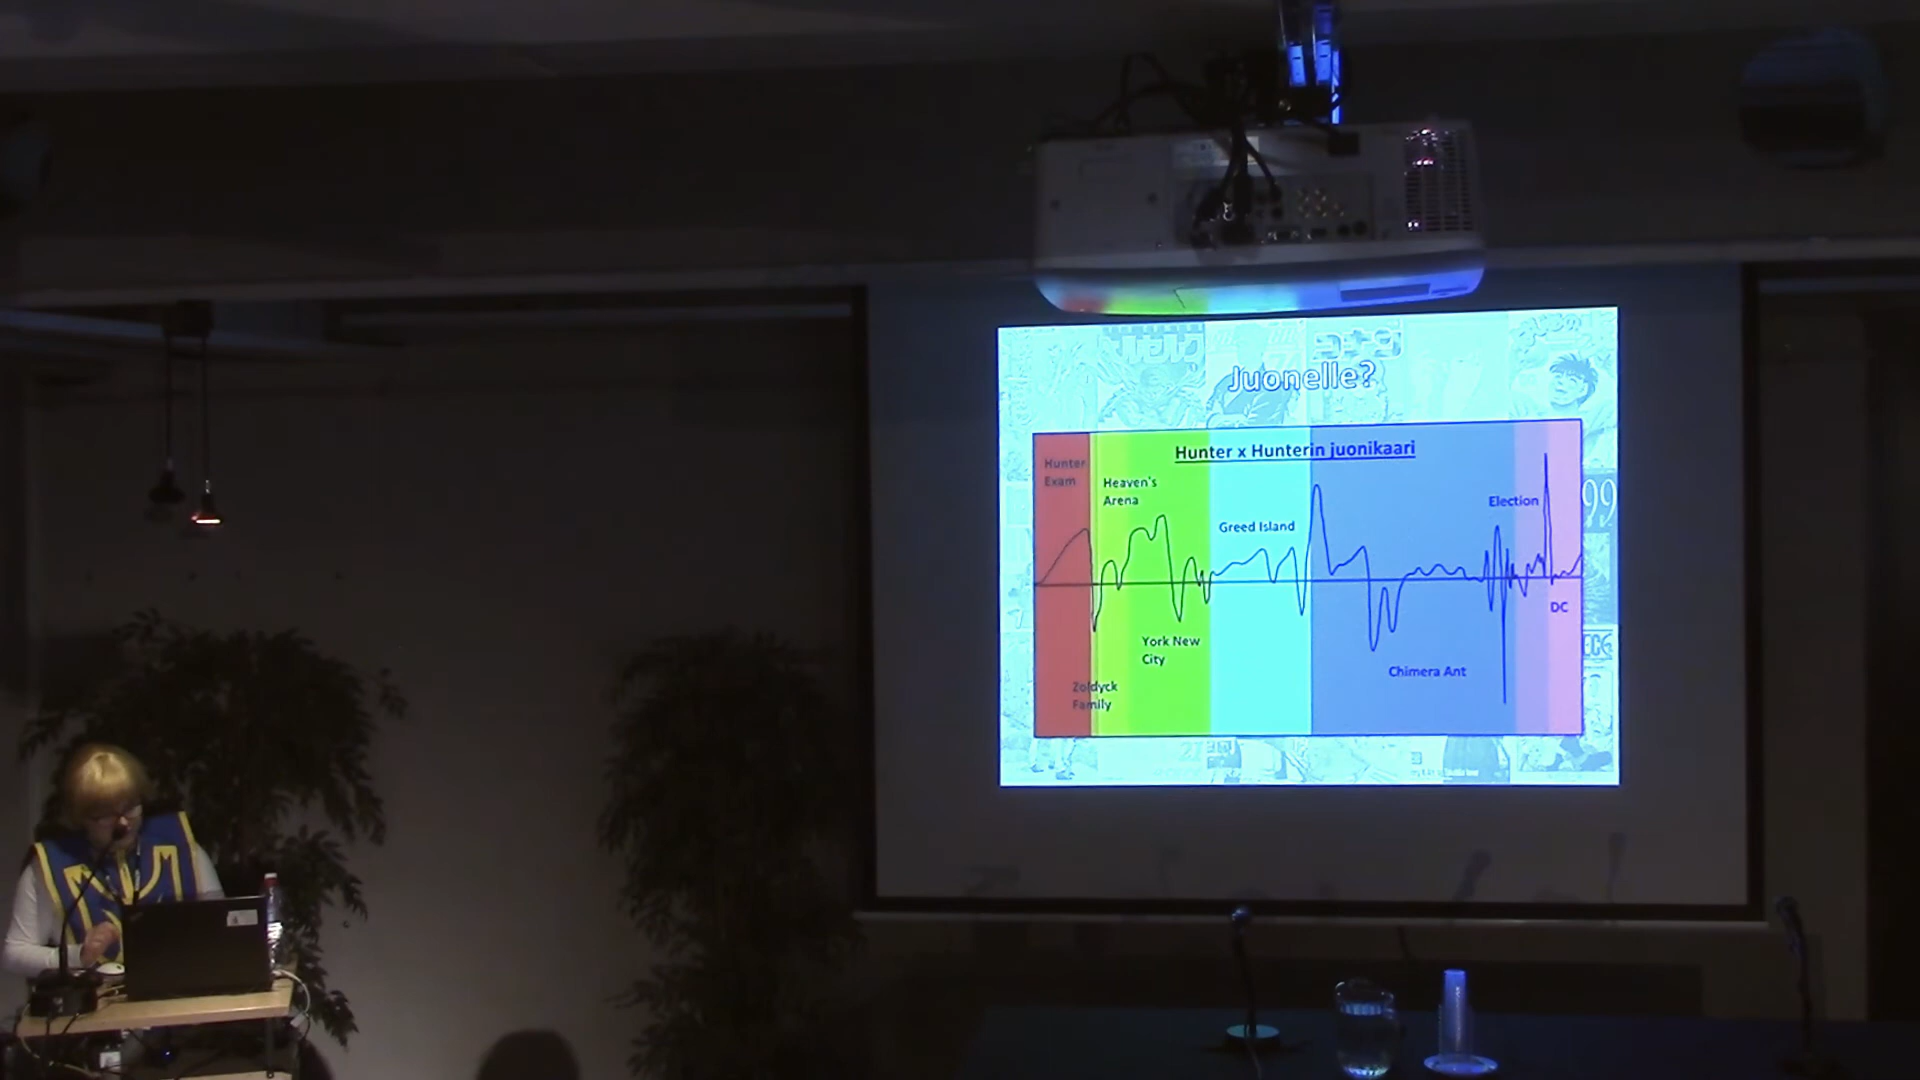 Juonelle?
Hunter x Hunterin juonikaari
Hunter
Exam
Heaven's
Arena
Greed Island
Election
DC
York New
City
Chimera Ant
Zoldyck
Family
99